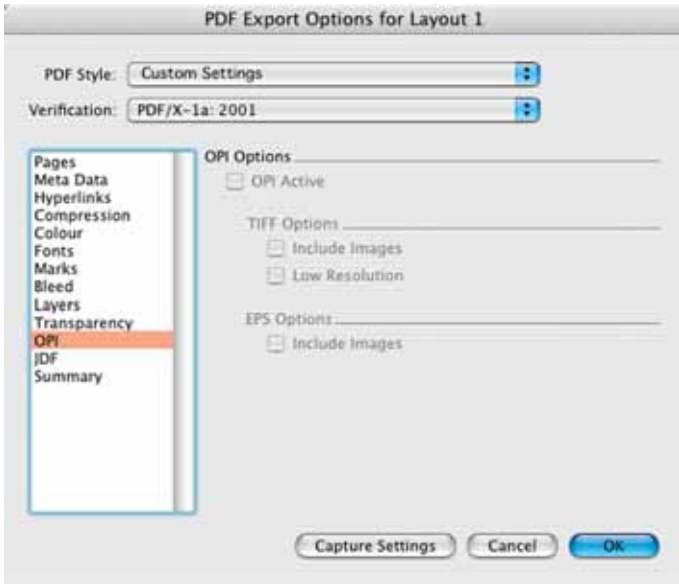 PDF Export Options for Layout 1
PDF Style: Custom Settings
Verification: PDF/X-1a: 2001
Pages
Meta Data
Hyperlinks
Compression
Colour
Fonts
Marks
Bleed
Layers
Transparency
OPI
JDF
Summary
OPI Options
OPI Active
TIFF Options
Include Images
Low Resolution
EPS Options
Include Images
Capture Settings
Cancel
OK